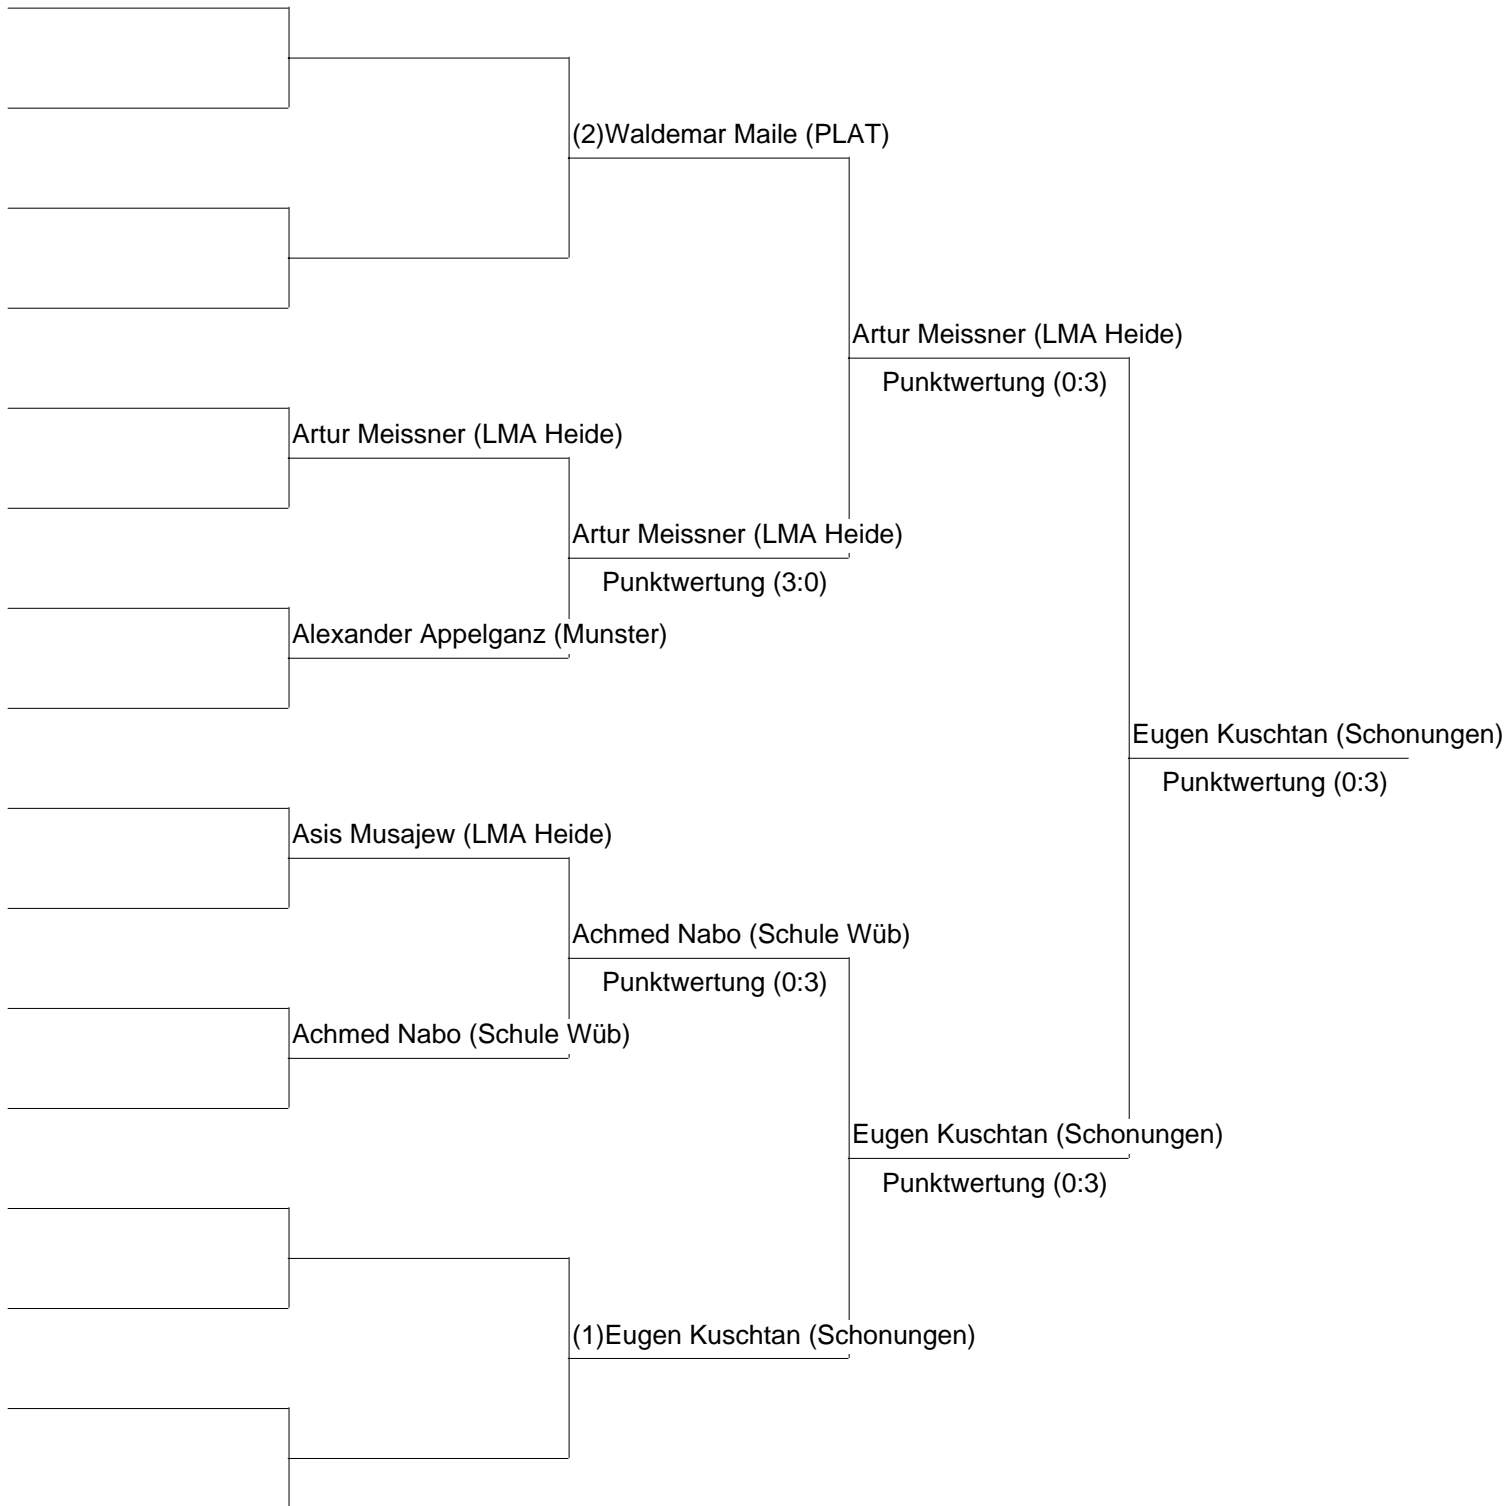 (2)Waldemar Maile (PLAT)
Artur Meissner (LMA Heide)
Punktwertung (0:3)
Artur Meissner (LMA Heide)
Artur Meissner (LMA Heide)
Punktwertung (3:0)
Alexander Appelganz (Munster)
Eugen Kuschtan (Schonungen)
Punktwertung (0:3)
Asis Musajew (LMA Heide)
Achmed Nabo (Schule Wüb)
Punktwertung (0:3)
Achmed Nabo (Schule Wüb)
Eugen Kuschtan (Schonungen)
Punktwertung (0:3)
(1)Eugen Kuschtan (Schonungen)